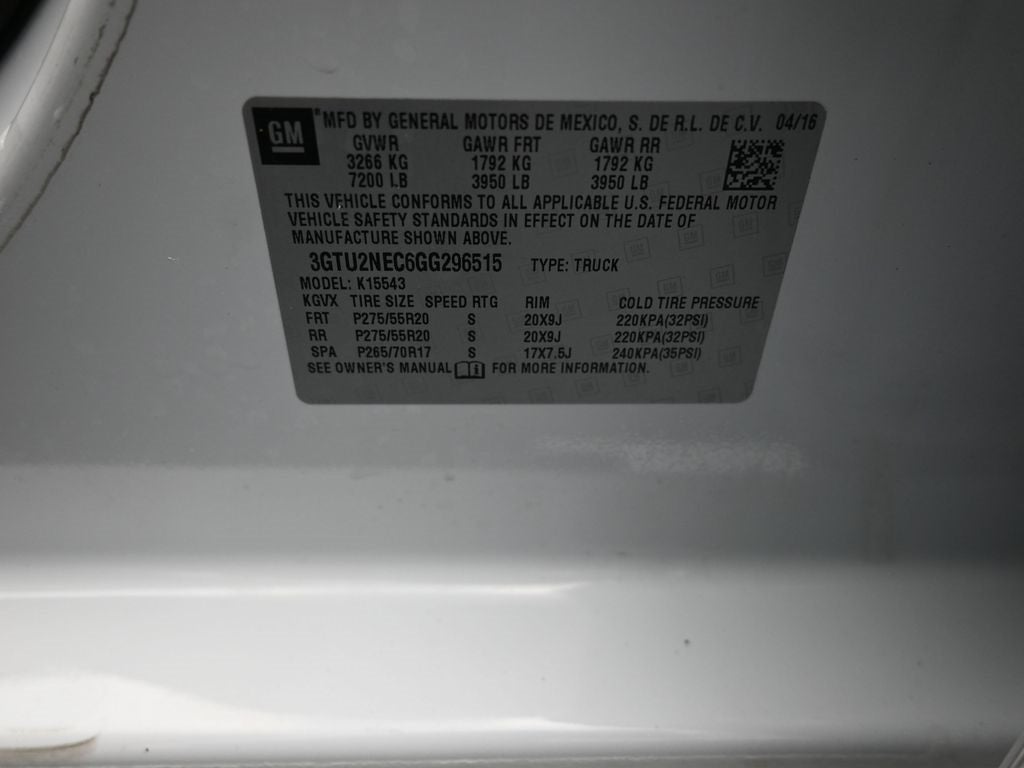 GM
MFD BY GENERAL MOTORS DE MEXICO, S. DE R.L. DE C.V. 04/16
GVWR GAWR FRT GAWR RR
3266 KG 1792 KG 1792 KG
7200 LB 3950 LB 3950 LB
THIS VEHICLE CONFORMS TO ALL APPLICABLE U.S. FEDERAL MOTOR
VEHICLE SAFETY STANDARDS IN EFFECT ON THE DATE OF
MANUFACTURE SHOWN ABOVE.
3GTU2NEC6GG296515 TYPE: TRUCK
MODEL: K15543
KGVX TIRE SIZE SPEED RTG RIM COLD TIRE PRESSURE
FRT P275/55R20 S 20X9J 220KPA(32PSI)
RR P275/55R20 S 20X9J 220KPA(32PSI)
SPA P265/70R17 S 17X7.5J 240KPA(35PSI)
SEE OWNER'S MANUAL FOR MORE INFORMATION.